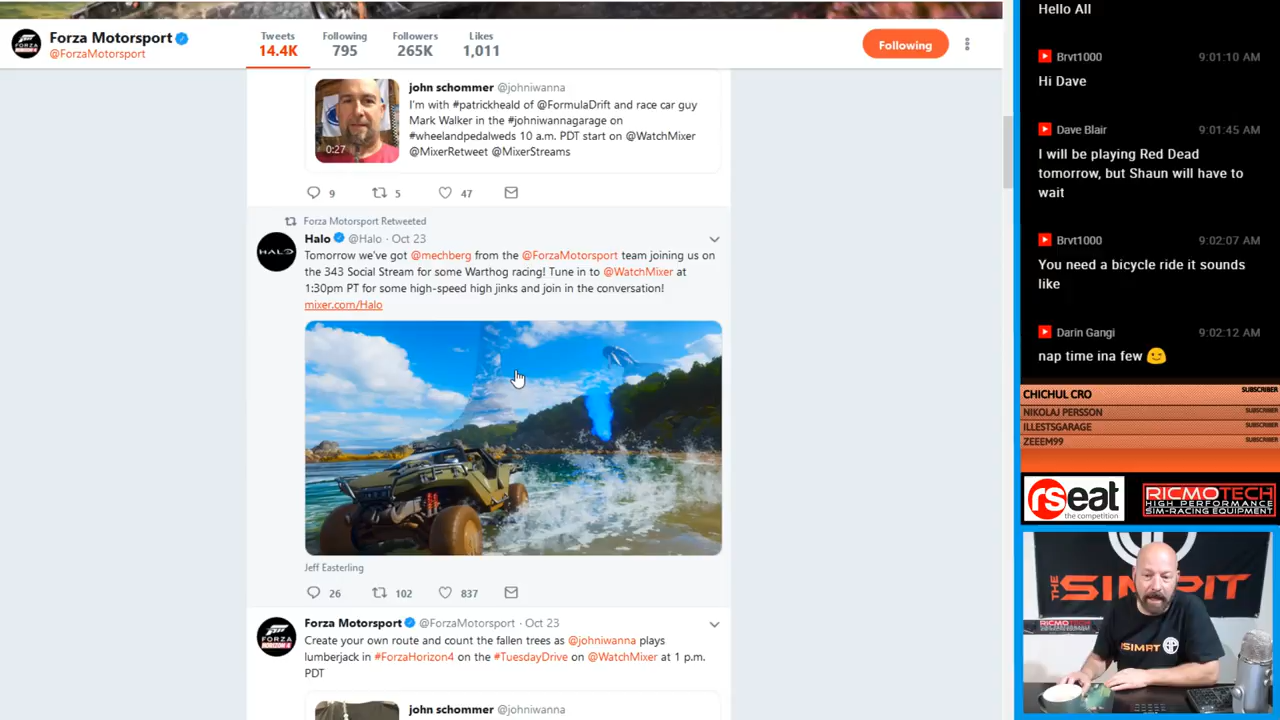 Forza Motorsport
@ForzaMotorsport
Tweets
14.4K
Following
795
Followers
265K
Likes
1,011
Following
FORZA
HORIZON 4
john schommer @johniwanna
I'm with #patrickheald of @FormulaDrift and race car guy
Mark Walker in the #johniwannagarage on
#wheelandpedalweds 10 a.m. PDT start on @WatchMixer
@MixerRetweet @MixerStreams
0:27
9
5
47
Forza Motorsport Retweeted
HALO
Halo @Halo · Oct 23
Tomorrow we've got @mechberg from the @ForzaMotorsport team joining us on
the 343 Social Stream for some Warthog racing! Tune in to @WatchMixer at
1:30pm PT for some high-speed high jinks and join in the conversation!
mixer.com/Halo
Jeff Easterling
26
102
837
FORZA
HORIZON 4
Forza Motorsport @ForzaMotorsport · Oct 23
Create your own route and count the fallen trees as @johniwanna plays
lumberjack in #ForzaHorizon4 on the #TuesdayDrive on @WatchMixer at 1 p.m.
PDT
john schommer @johniwanna
Hello All
Brvt1000 9:01:10 AM
Hi Dave
Dave Blair 9:01:45 AM
I will be playing Red Dead
tomorrow, but Shaun will have to
wait
Brvt1000 9:02:07 AM
You need a bicycle ride it sounds
like
Darin Gangi 9:02:12 AM
nap time ina few
CHICHUL CRO SUBSCRIBER
NIKOLAJ PERSSON SUBSCRIBER
ILLESTSGARAGE SUBSCRIBER
ZEEEM99 SUBSCRIBER
rseat
the competition
RICMOTECH
HIGH PERFORMANCE
SIM-RACING EQUIPMENT
THE SIMPIT
RICMOTECH
SIMPIT